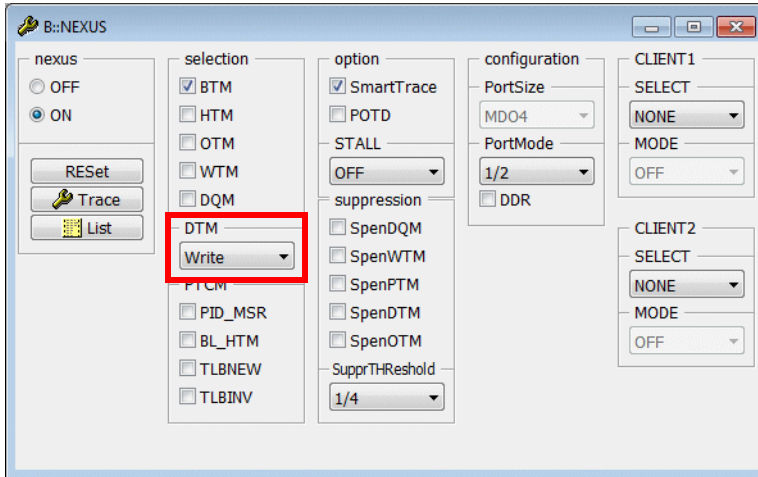 B::NEXUS
nexus
OFF
ON
RESet
Trace
List
selection
BTM
HTM
OTM
WTM
DQM
DTM
Write
PTCM
PID_MSR
BL_HTM
TLBNEW
TLBINV
option
SmartTrace
POTD
STALL
OFF
suppression
SpenDQM
SpenWTM
SpenPTM
SpenDTM
SpenOTM
SupprTHReshold
1/4
configuration
PortSize
MDO4
PortMode
1/2
DDR
CLIENT1
SELECT
NONE
MODE
OFF
CLIENT2
SELECT
NONE
MODE
OFF